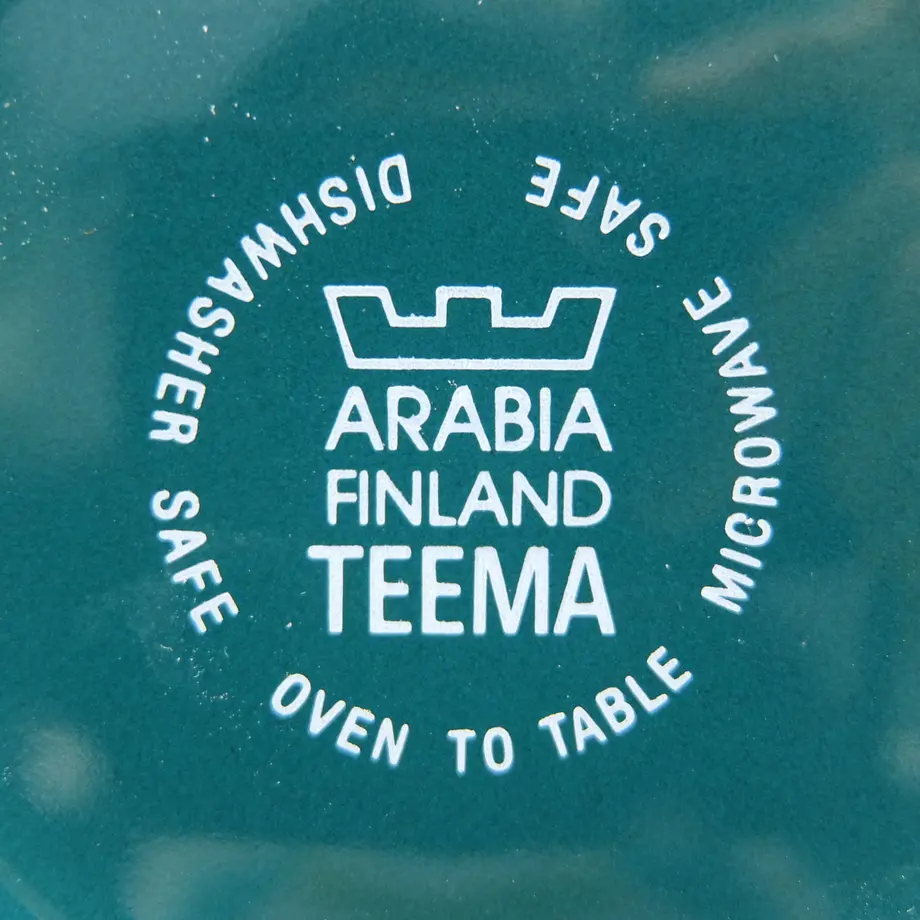 ARABIA
FINLAND
TEEMA
DISHWASHER SAFE OVEN TO TABLE MICROWAVE SAFE